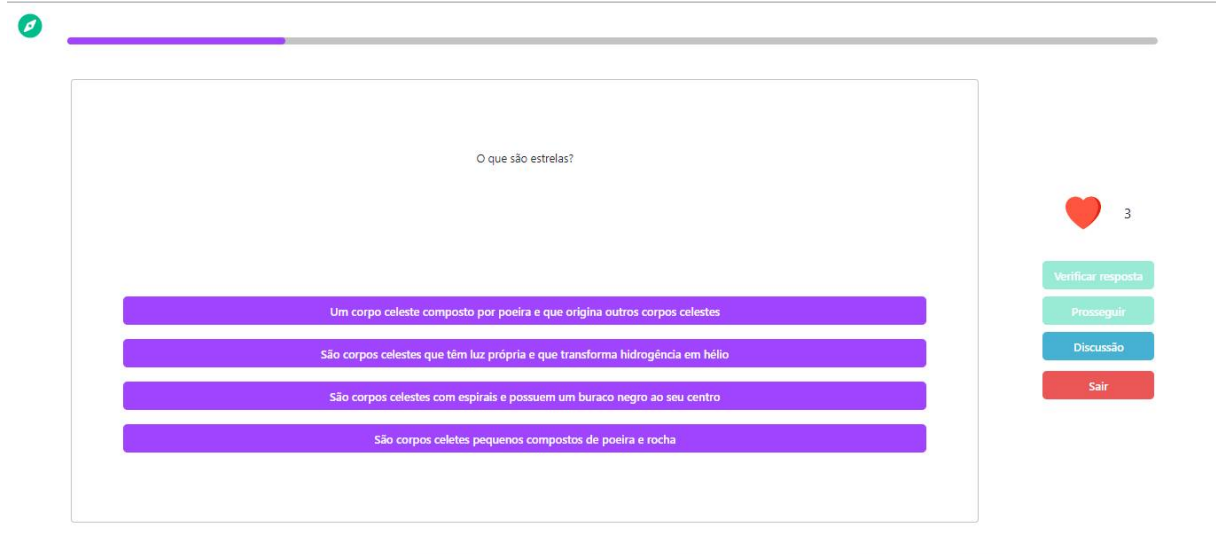 O que são estrelas?
Um corpo celeste composto por poeira e que origina outros corpos celestes
São corpos celestes que têm luz própria e que transforma hidrogência em hélio
São corpos celestes com espirais e possuem um buraco negro ao seu centro
São corpos celetes pequenos compostos de poeira e rocha
3
Verificar resposta
Prosseguir
Discussão
Sair